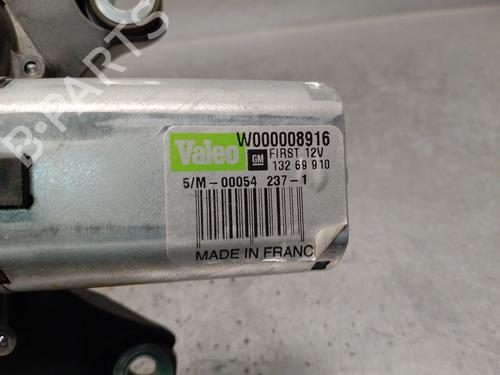 W000008916
Valeo
GM
FIRST 12V
132 69 910
5/M-00054 237-1
MADE IN FRANC
B-PARTS